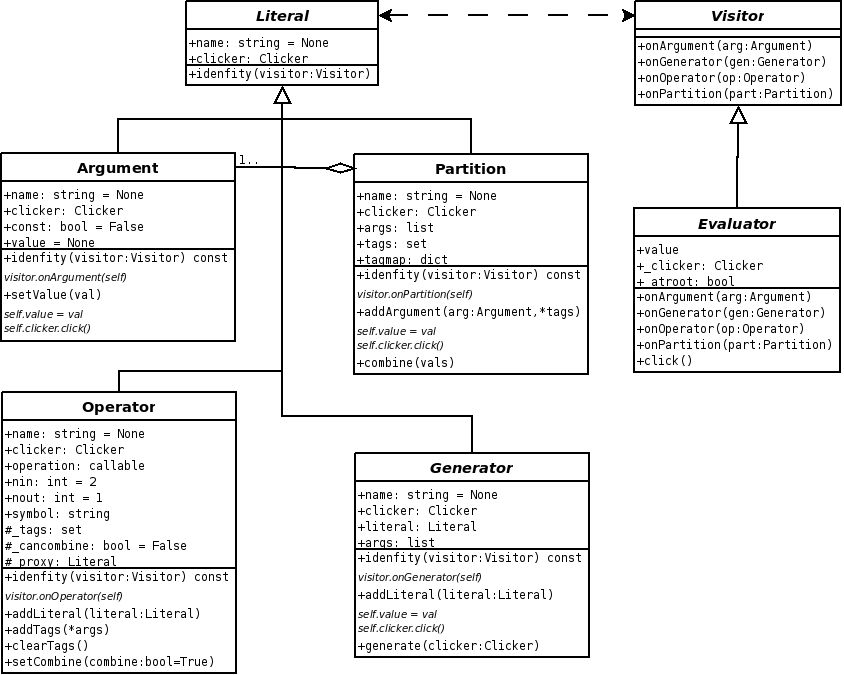 Literal
+name: string = None
+clicker: Clicker
+idenfity(visitor:Visitor)
Visitor
+onArgument(arg:Argument)
+onGenerator(gen:Generator)
+onOperator(op:Operator)
+onPartition(part:Partition)
Argument
+name: string = None
+clicker: Clicker
+const: bool = False
+value = None
+idenfity(visitor:Visitor) const
visitor.onArgument(self)
+setValue(val)
self.value = val
self.clicker.click()
1..
Partition
+name: string = None
+clicker: Clicker
+args: list
+tags: set
+tagmap: dict
+idenfity(visitor:Visitor) const
visitor.onPartition(self)
+addArgument(arg:Argument,*tags)
self.value = val
self.clicker.click()
+combine(vals)
Evaluator
+value
+_clicker: Clicker
+_atroot: bool
+onArgument(arg:Argument)
+onGenerator(gen:Generator)
+onOperator(op:Operator)
+onPartition(part:Partition)
+click()
Operator
+name: string = None
+clicker: Clicker
+operation: callable
+nin: int = 2
+nout: int = 1
+symbol: string
#_tags: set
#_cancombine: bool = False
#_proxy: Literal
+idenfity(visitor:Visitor) const
visitor.onOperator(self)
+addLiteral(literal:Literal)
+addTags(*args)
+clearTags()
+setCombine(combine:bool=True)
Generator
+name: string = None
+clicker: Clicker
+literal: Literal
+args: list
+idenfity(visitor:Visitor) const
visitor.onGenerator(self)
+addLiteral(literal:Literal)
self.value = val
self.clicker.click()
+generate(clicker:Clicker)